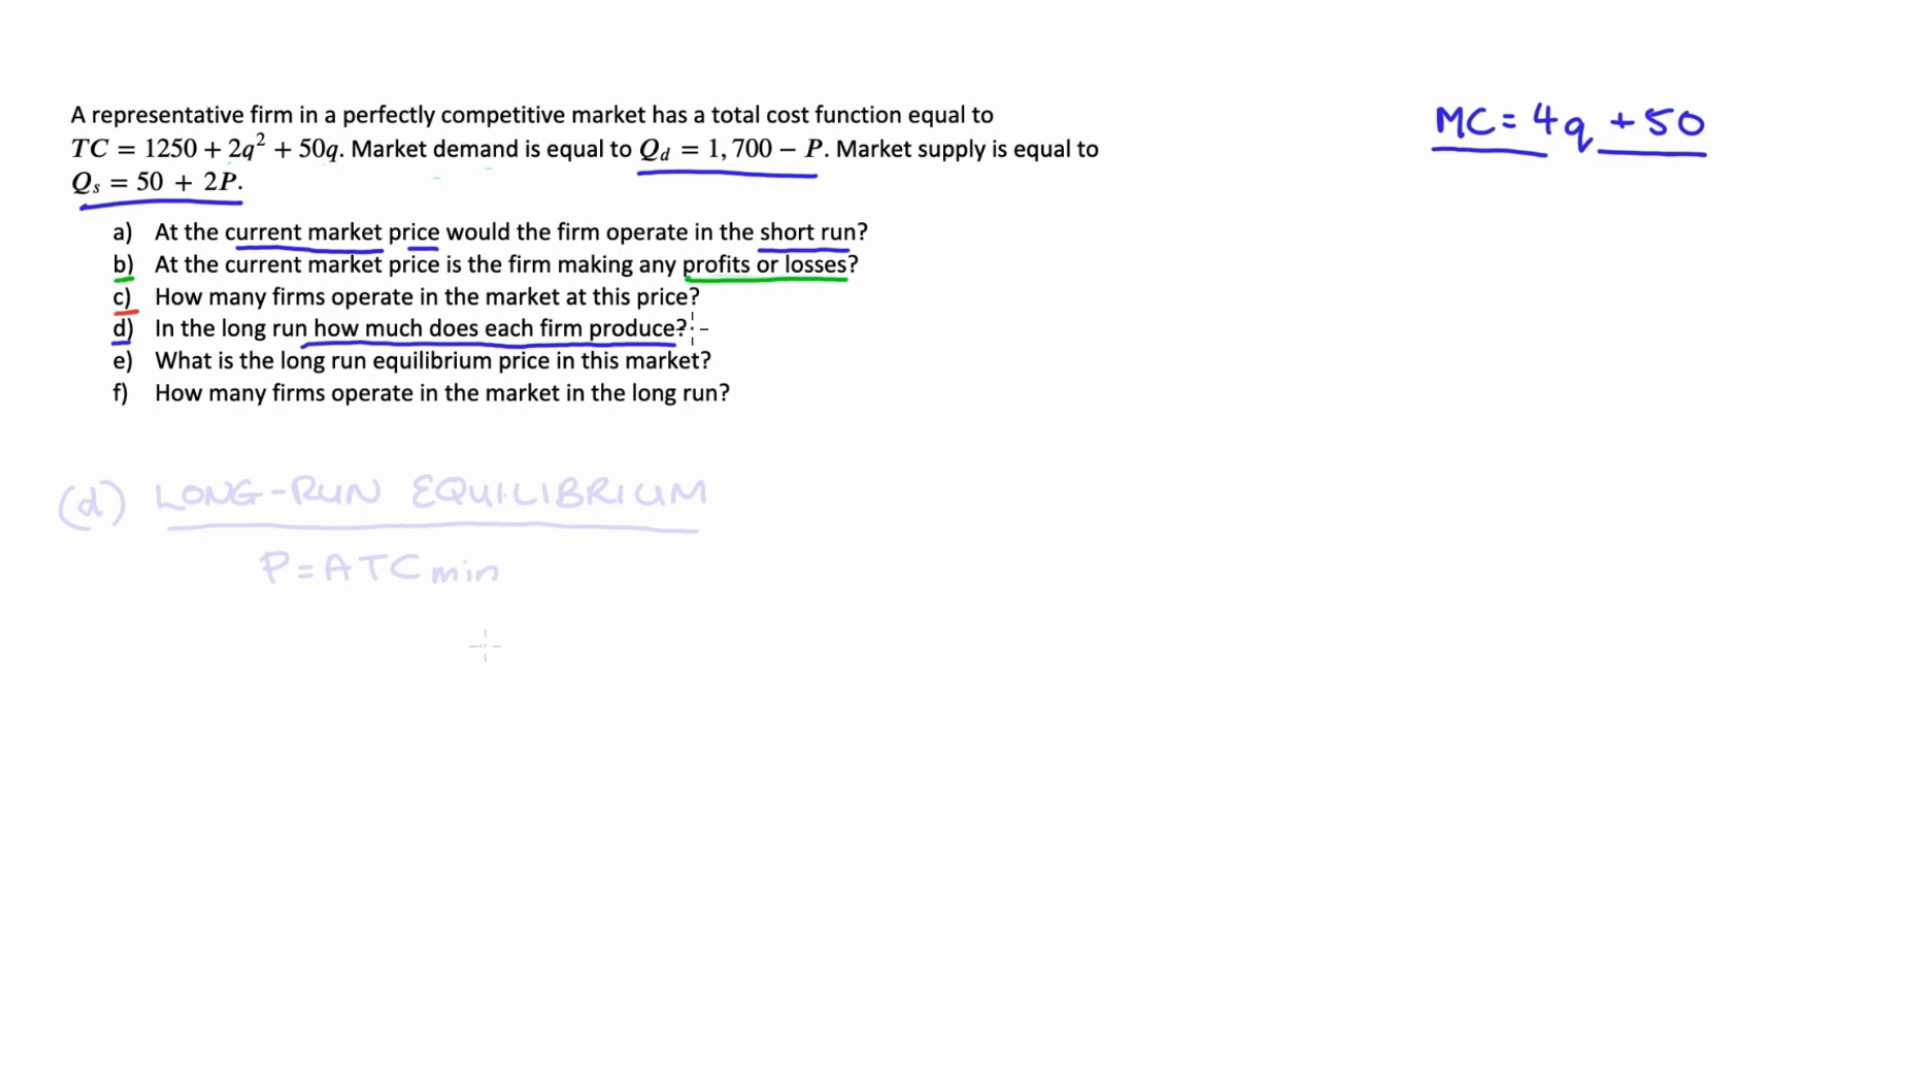 A representative firm in a perfectly competitive market has a total cost function equal to
TC = 1250 + 2q² + 50q. Market demand is equal to Qd = 1,700 − P. Market supply is equal to
Qs = 50 + 2P.
a) At the current market price would the firm operate in the short run?
b) At the current market price is the firm making any profits or losses?
c) How many firms operate in the market at this price?
d) In the long run how much does each firm produce?
e) What is the long run equilibrium price in this market?
f) How many firms operate in the market in the long run?
MC = 4q + 50
(d) LONG-RUN EQUILIBRIUM
P = ATC min